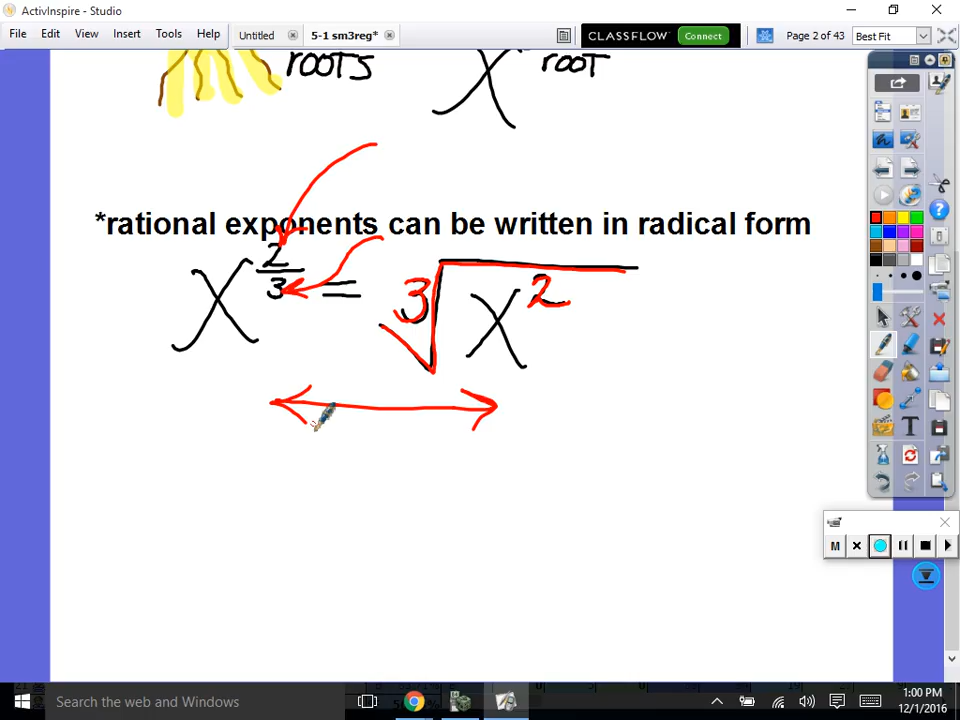 ActivInspire - Studio
File Edit View Insert Tools Help Untitled 5-1 sm3reg* CLASSFLOW Connect Page 2 of 43 Best Fit
roots x root
*rational exponents can be written in radical form
x^(2/3) = ∛(x²)
M
Search the web and Windows
1:00 PM
12/1/2016